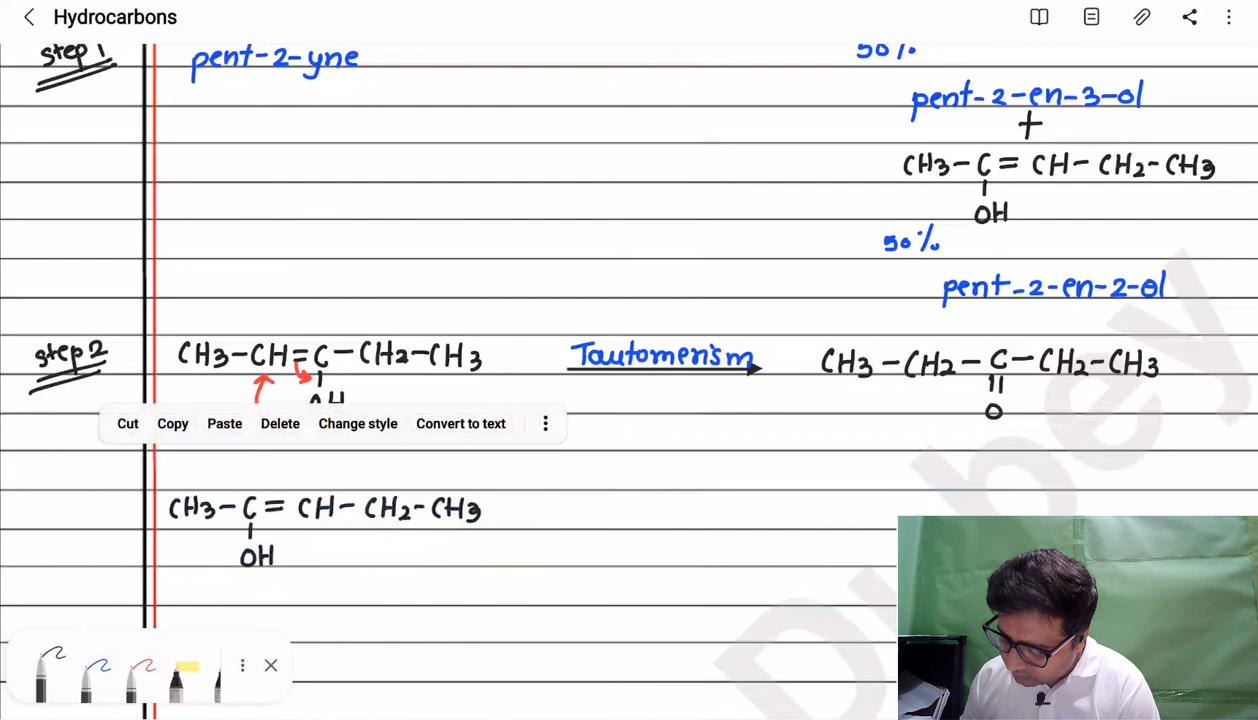 Hydrocarbons
step 1
pent-2-yne
50%
pent-2-en-3-ol
+
CH3-C=CH-CH2-CH3
OH
50%
pent-2-en-2-ol
step 2
CH3-CH=C-CH2-CH3
OH
Tautomerism
CH3-CH2-C-CH2-CH3
O
Cut Copy Paste Delete Change style Convert to text
CH3-C=CH-CH2-CH3
OH
Dubey